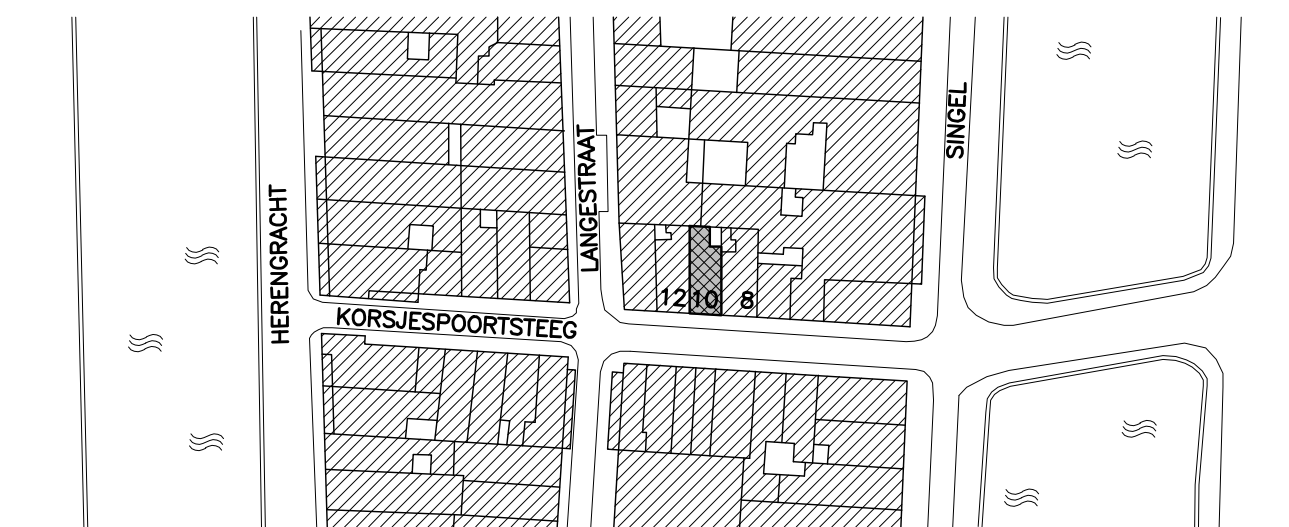 SINGEL
LANGESTRAAT
HERENGRACHT
12 10 8
KORSJESPOORTSTEEG